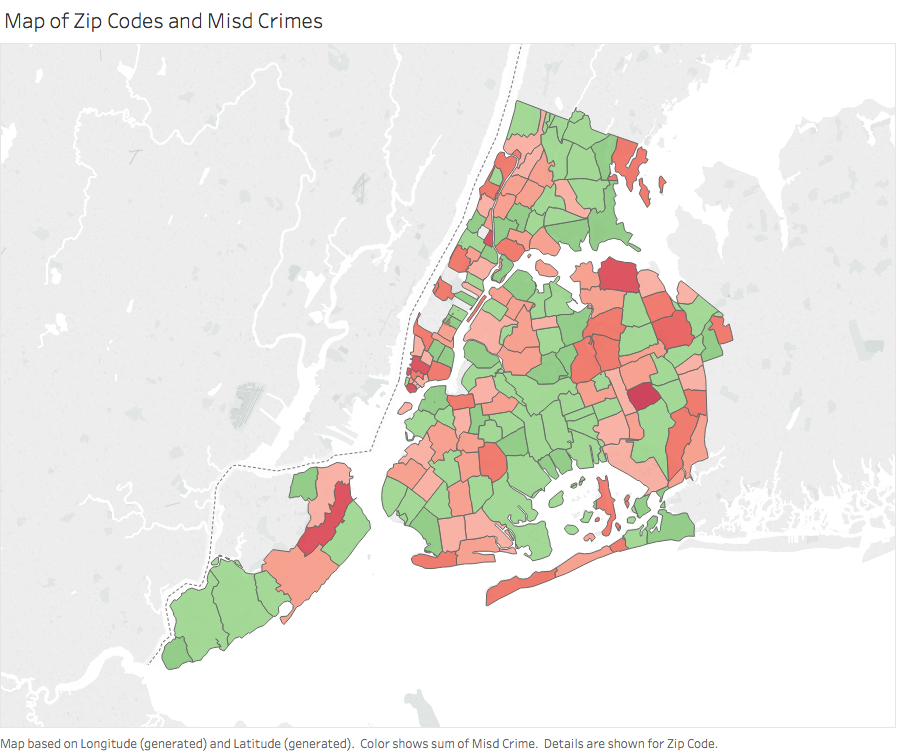 Map of Zip Codes and Misd Crimes
Map based on Longitude (generated) and Latitude (generated).  Color shows sum of Misd Crime.  Details are shown for Zip Code.